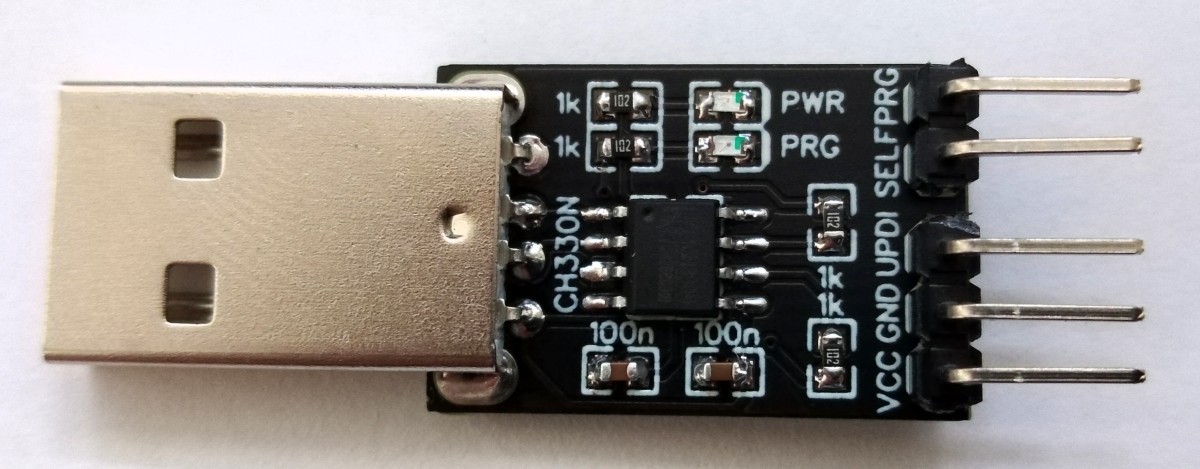 1k 102 PWR
1k 102 PRG
SELFPRG
CH330N
102
1k
UPDI
1k
GND
100n 100n
102
VCC